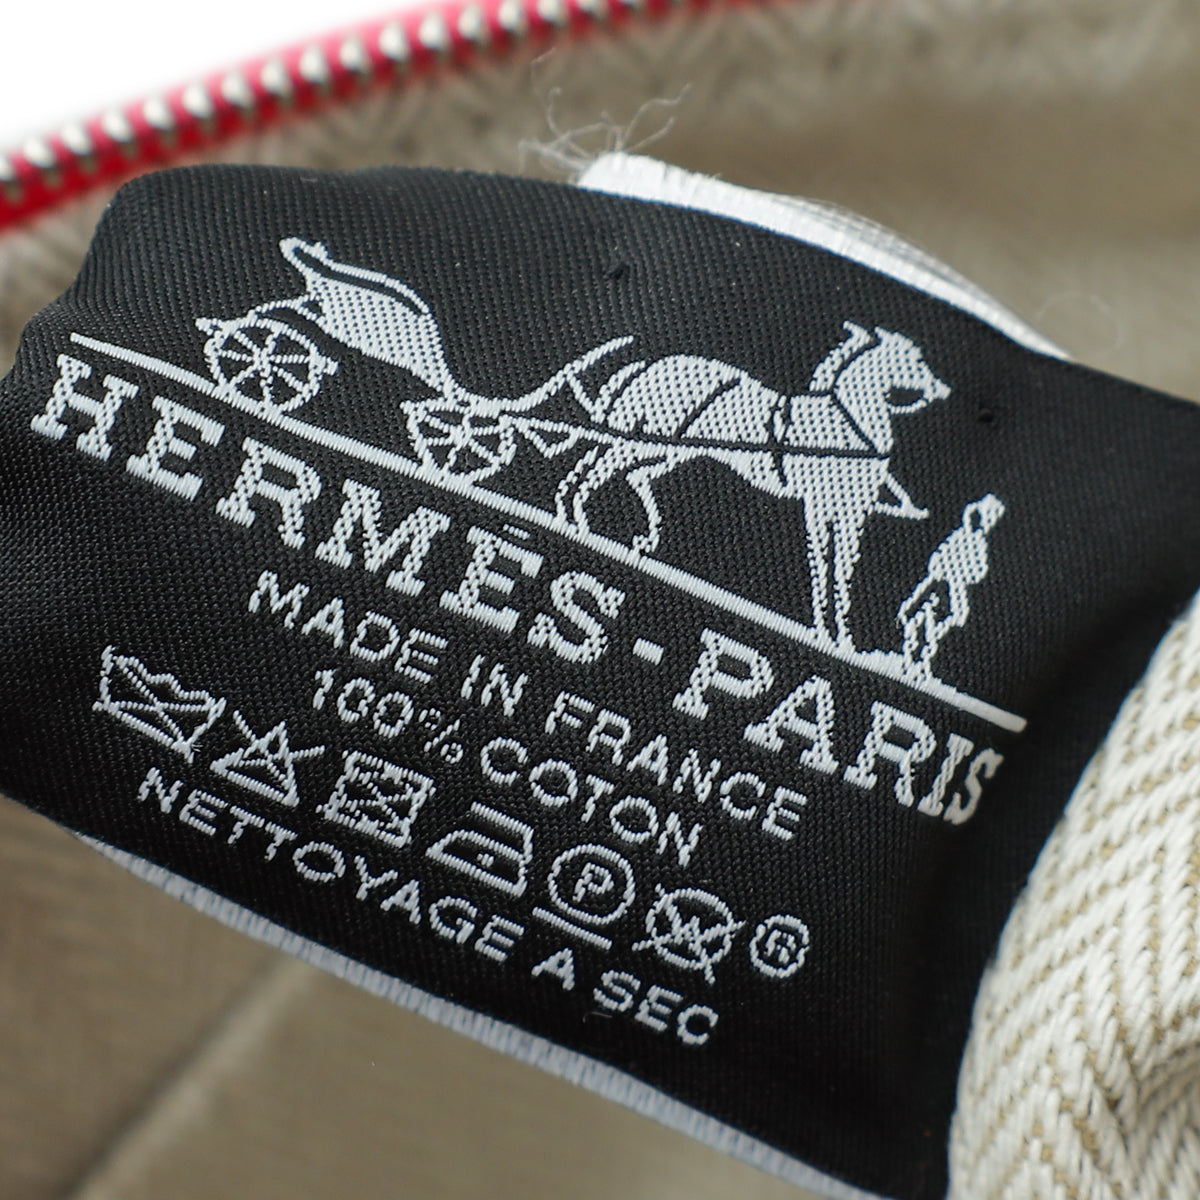 HERMÈS-PARIS
MADE IN FRANCE
100% COTON
P W ®
NETTOYAGE A SEC